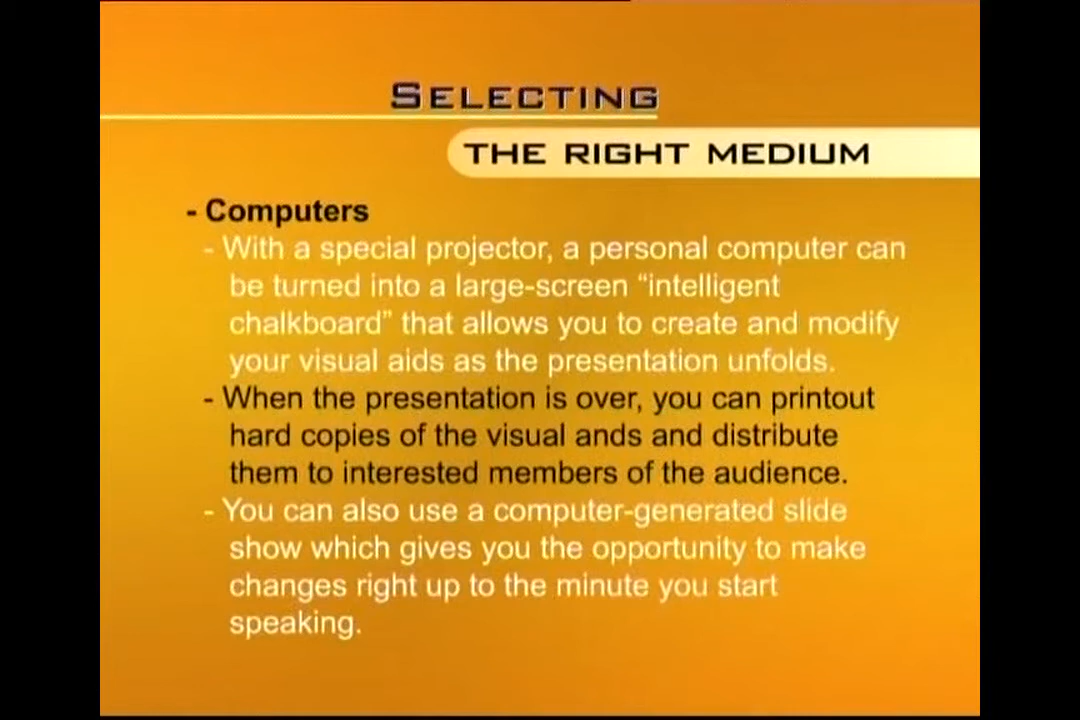 SELECTING
THE RIGHT MEDIUM
- Computers
- With a special projector, a personal computer can
be turned into a large-screen “intelligent
chalkboard” that allows you to create and modify
your visual aids as the presentation unfolds.
- When the presentation is over, you can printout
hard copies of the visual ands and distribute
them to interested members of the audience.
- You can also use a computer-generated slide
show which gives you the opportunity to make
changes right up to the minute you start
speaking.